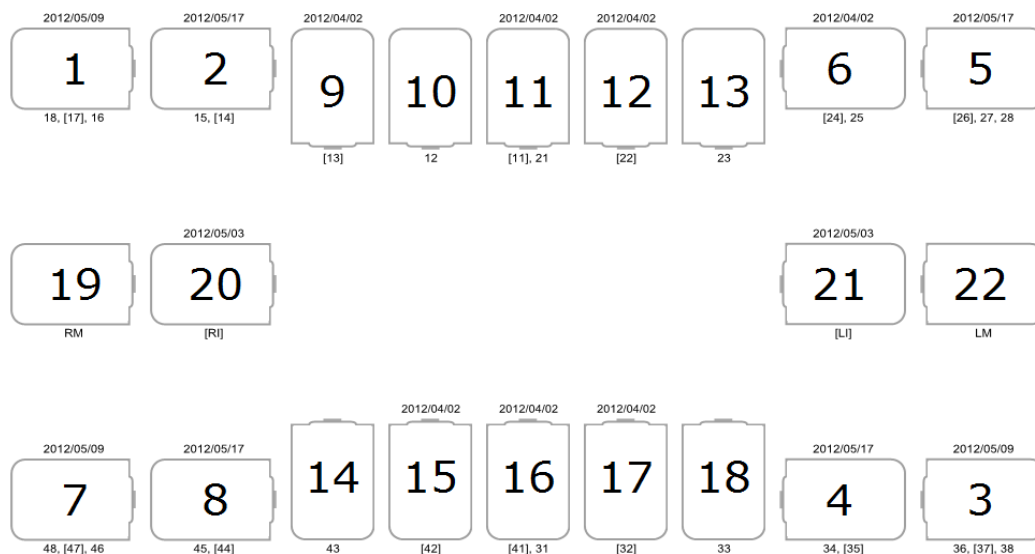 2012/05/09 2012/05/17 2012/04/02 2012/04/02 2012/04/02 2012/04/02 2012/05/17
1 2 9 10 11 12 13 6 5
18, [17], 16 15, [14] [24], 25 [26], 27, 28
[13] 12 [11], 21 [22] 23
2012/05/03 2012/05/03
19 20 21 22
RM [RI] [LI] LM
2012/04/02 2012/04/02 2012/04/02
2012/05/09 2012/05/17 2012/05/17 2012/05/09
7 8 14 15 16 17 18 4 3
48, [47], 46 45, [44] 43 [42] [41], 31 [32] 33 34, [35] 36, [37], 38